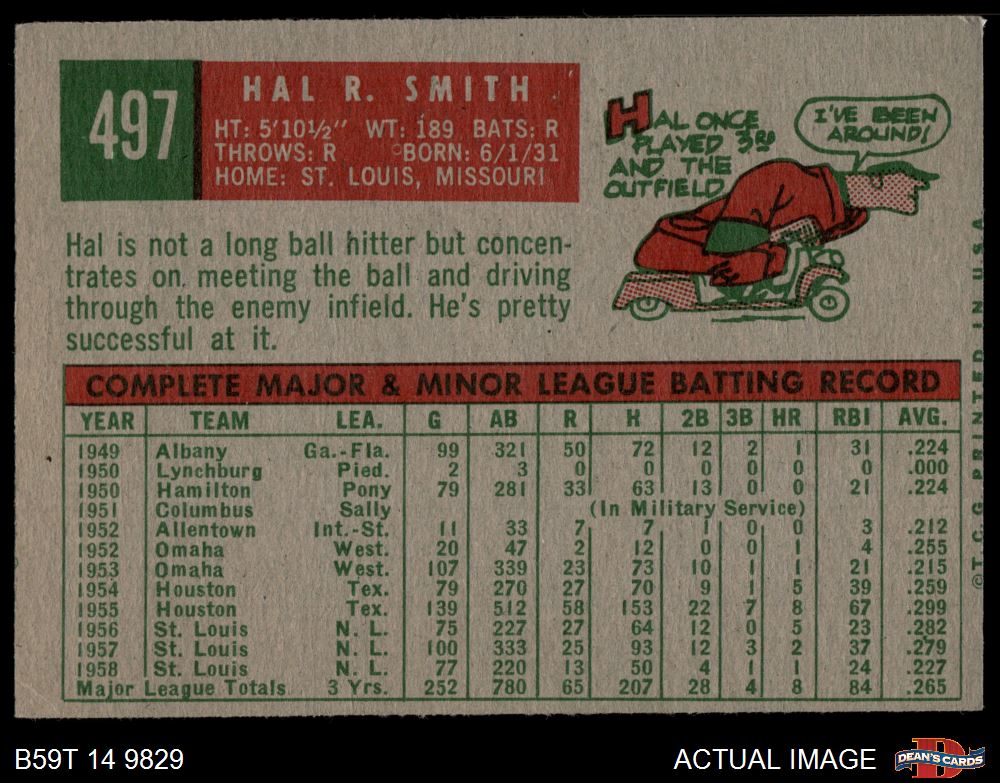 497
HAL R. SMITH
HT: 5'10½" WT: 189 BATS: R
THROWS: R BORN: 6/1/31
HOME: ST. LOUIS, MISSOURI
HAL ONCE
PLAYED 3RD
AND THE
OUTFIELD
I'VE BEEN
AROUND!
Hal is not a long ball hitter but concen-
trates on meeting the ball and driving
through the enemy infield. He's pretty
successful at it.
COMPLETE MAJOR & MINOR LEAGUE BATTING RECORD
YEAR TEAM LEA. G AB R H 2B 3B HR RBI AVG.
1949 Albany Ga.-Fla. 99 321 50 72 12 2 1 31 .224
1950 Lynchburg Pied. 2 3 0 0 0 0 0 0 .000
1950 Hamilton Pony 79 281 33 63 13 0 0 21 .224
1951 Columbus Sally (In Military Service)
1952 Allentown Int.-St. 11 33 7 7 1 0 0 3 .212
1952 Omaha West. 20 47 2 12 0 0 1 4 .255
1953 Omaha West. 107 339 23 73 10 1 1 21 .215
1954 Houston Tex. 79 270 27 70 9 1 5 39 .259
1955 Houston Tex. 139 512 58 153 22 7 8 67 .299
1956 St. Louis N. L. 75 227 27 64 12 0 5 23 .282
1957 St. Louis N. L. 100 333 25 93 12 3 2 37 .279
1958 St. Louis N. L. 77 220 13 50 4 1 1 24 .227
Major League Totals 3 Yrs. 252 780 65 207 28 4 8 84 .265
©T.C.G. PRINTED IN U.S.A.
B59T 14 9829
ACTUAL IMAGE
DEAN'S CARDS